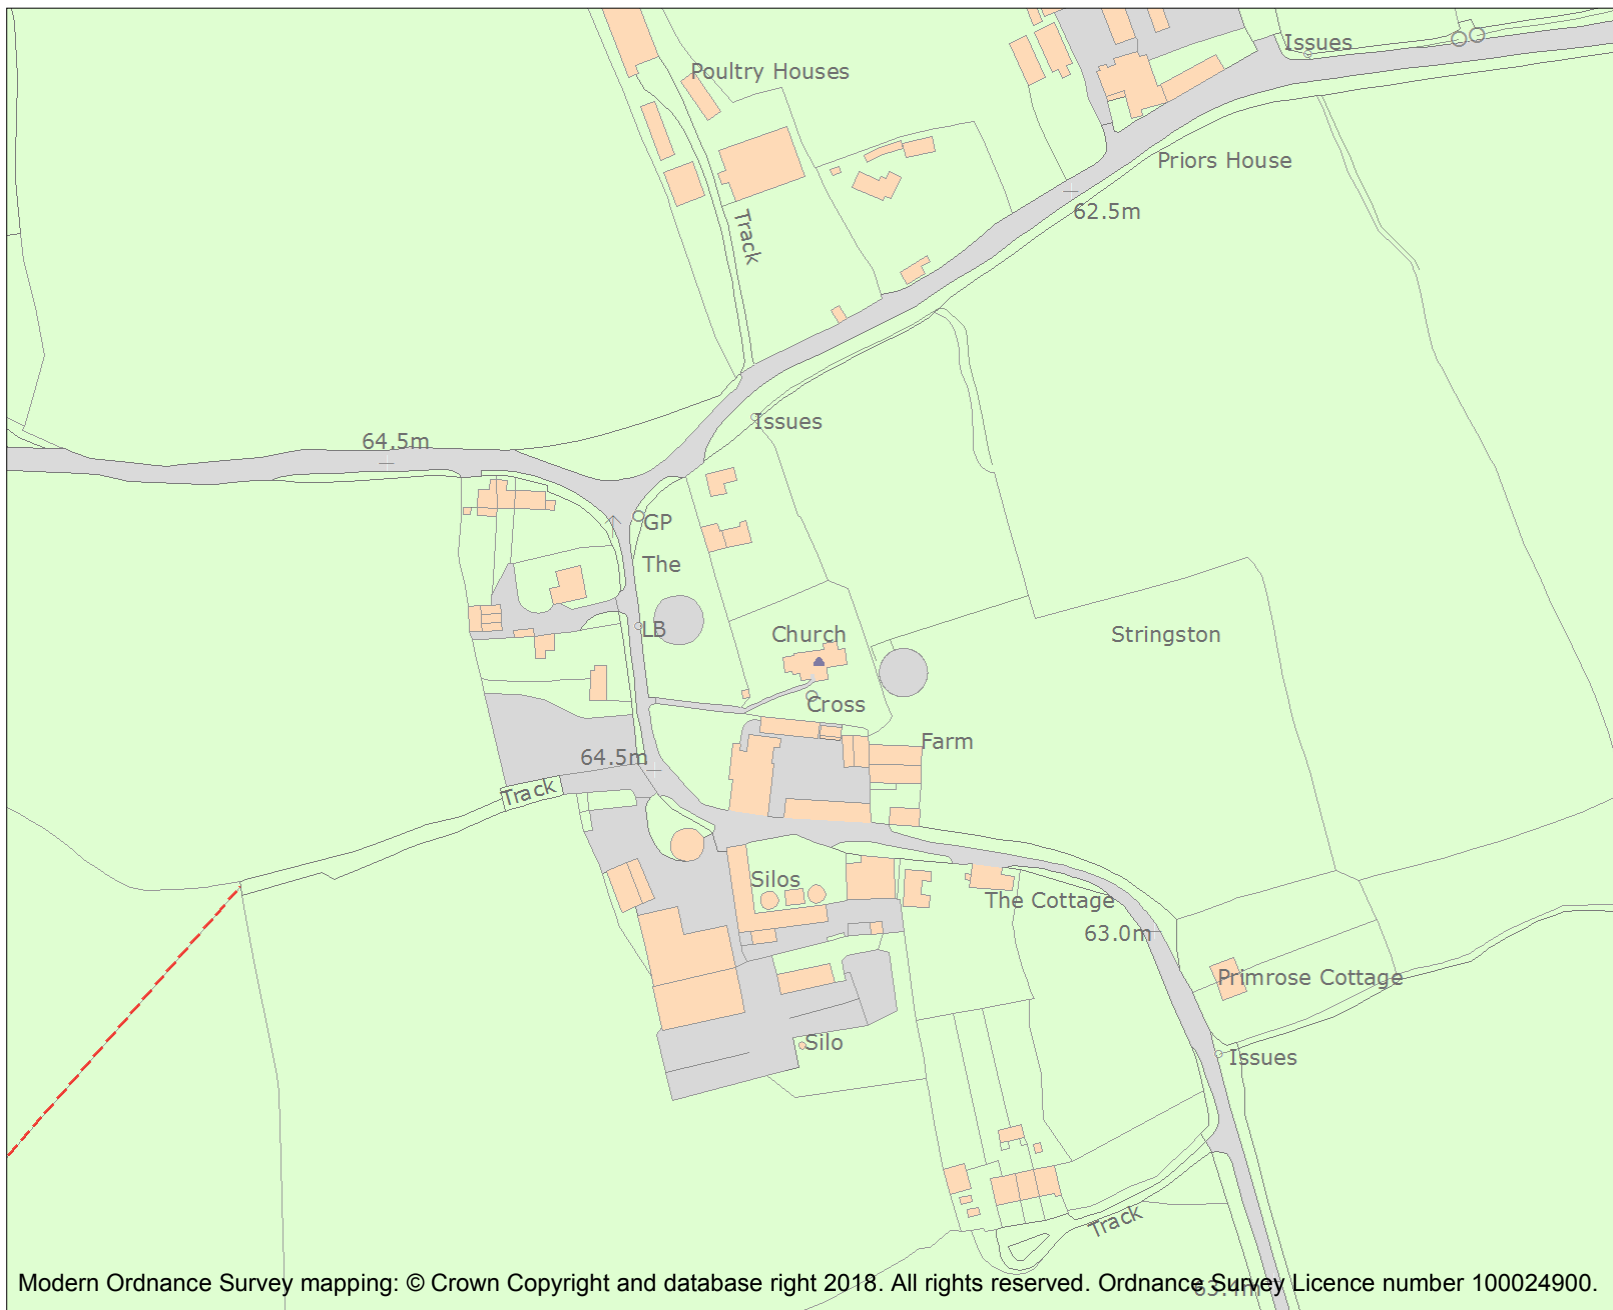 Issues
Poultry Houses
Priors House
62.5m
Track
Issues
64.5m
GP
The
LB
Church
Stringston
Cross
Farm
64.5m
Track
Silos
The Cottage
63.0m
Primrose Cottage
Silo
Issues
Track
63.4m
Modern Ordnance Survey mapping: © Crown Copyright and database right 2018. All rights reserved. Ordnance Survey Licence number 100024900.